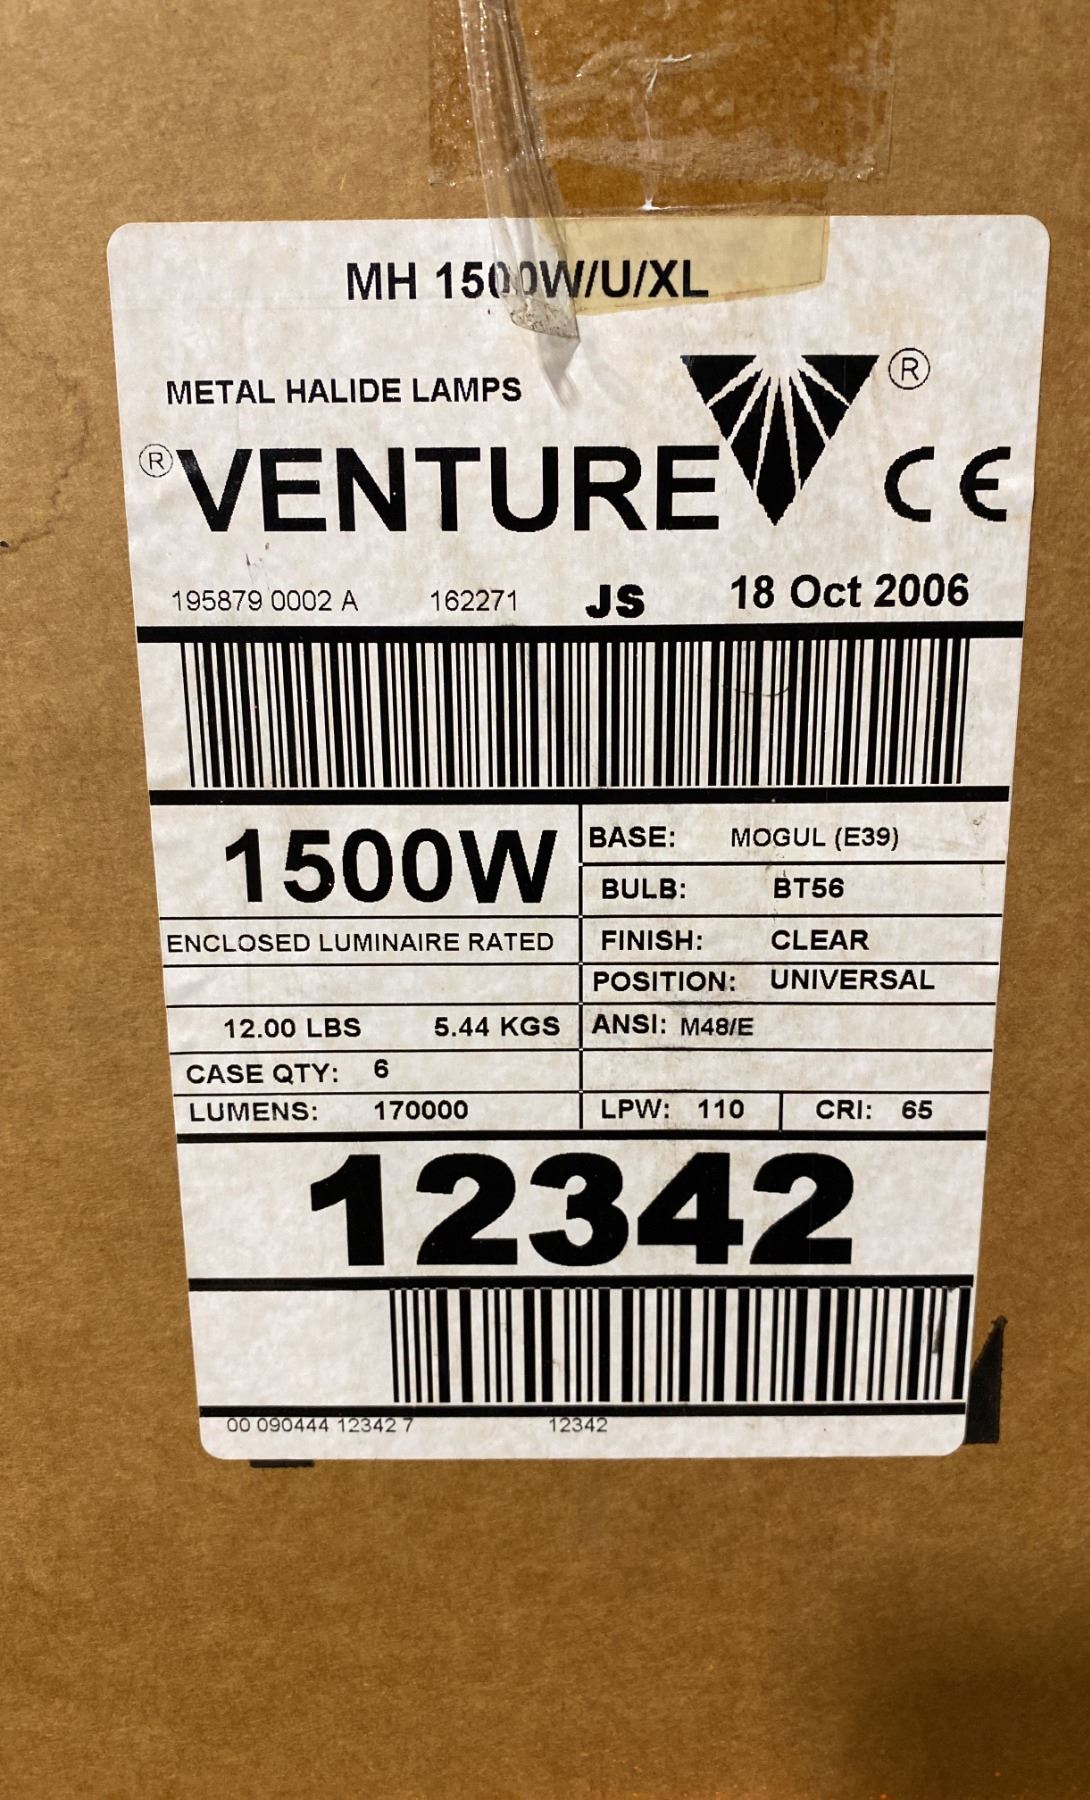 MH 1500W/U/XL
METAL HALIDE LAMPS
®
® VENTURE CE
195879 0002 A 162271 JS 18 Oct 2006
1500W
BASE: MOGUL (E39)
BULB: BT56
ENCLOSED LUMINAIRE RATED
FINISH: CLEAR
POSITION: UNIVERSAL
12.00 LBS 5.44 KGS
ANSI: M48/E
CASE QTY: 6
LUMENS: 170000
LPW: 110 CRI: 65
12342
00 090444 12342 7 12342